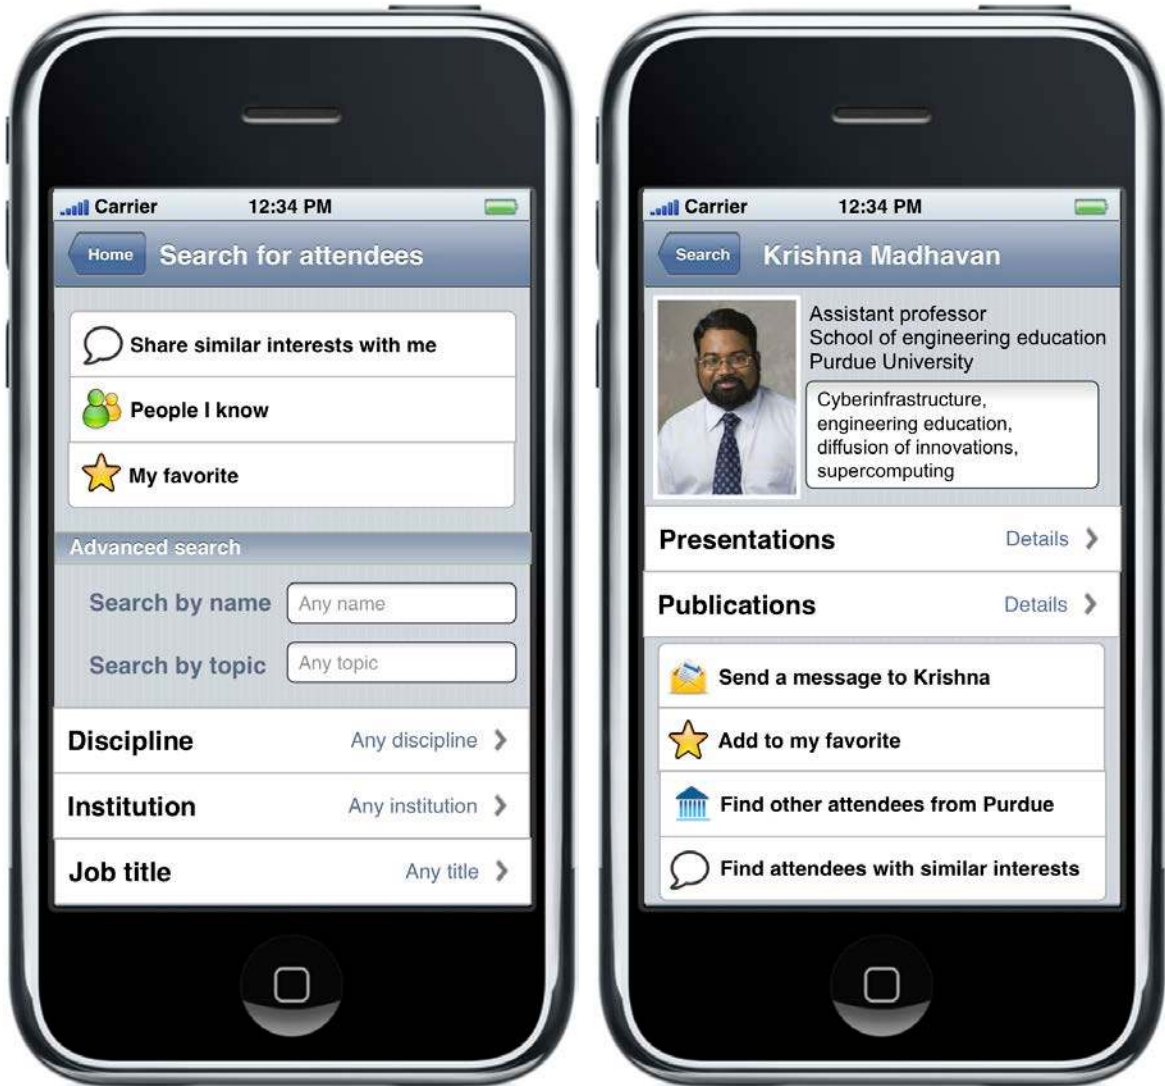 Carrier 12:34 PM
Home Search for attendees
Share similar interests with me
People I know
My favorite
Advanced search
Search by name Any name
Search by topic Any topic
Discipline Any discipline
Institution Any institution
Job title Any title
Carrier 12:34 PM
Search Krishna Madhavan
Assistant professor
School of engineering education
Purdue University
Cyberinfrastructure,
engineering education,
diffusion of innovations,
supercomputing
Presentations Details
Publications Details
Send a message to Krishna
Add to my favorite
Find other attendees from Purdue
Find attendees with similar interests